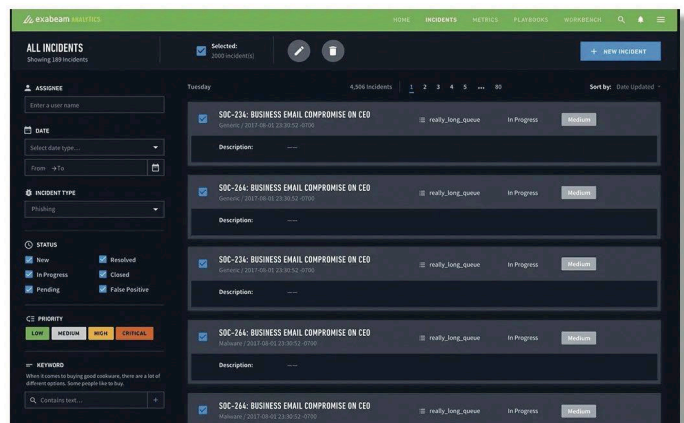 exabeam ANALYTICS
HOME INCIDENTS METRICS PLAYBOOKS WORKBENCH
ALL INCIDENTS
Showing 189 Incidents
Selected:
2000 incident(s)
+ NEW INCIDENT
ASSIGNEE
Enter a user name
DATE
Select date type...
From → To
INCIDENT TYPE
Phishing
STATUS
New Resolved
In Progress Closed
Pending False Positive
PRIORITY
LOW MEDIUM HIGH CRITICAL
KEYWORD
When it comes to buying good cookware, there are a lot of
different options. Some people like to buy.
Contains text... +
Tuesday 4,506 Incidents 1 2 3 4 5 ... 80 Sort by: Date Updated
SOC-234: BUSINESS EMAIL COMPROMISE ON CEO
Generic / 2017-08-01 23:30:52 -0700
really_long_queue In Progress Medium
Description: ----
SOC-264: BUSINESS EMAIL COMPROMISE ON CEO
Generic / 2017-08-01 23:30:52 -0700
really_long_queue In Progress Medium
Description: ----
SOC-234: BUSINESS EMAIL COMPROMISE ON CEO
Generic / 2017-08-01 23:30:52 -0700
really_long_queue In Progress Medium
Description: ----
SOC-264: BUSINESS EMAIL COMPROMISE ON CEO
Malware / 2017-08-01 23:30:52 -0700
really_long_queue In Progress Medium
Description: ----
SOC-264: BUSINESS EMAIL COMPROMISE ON CEO
Malware / 2017-08-01 23:30:52 -0700
really_long_queue In Progress Medium